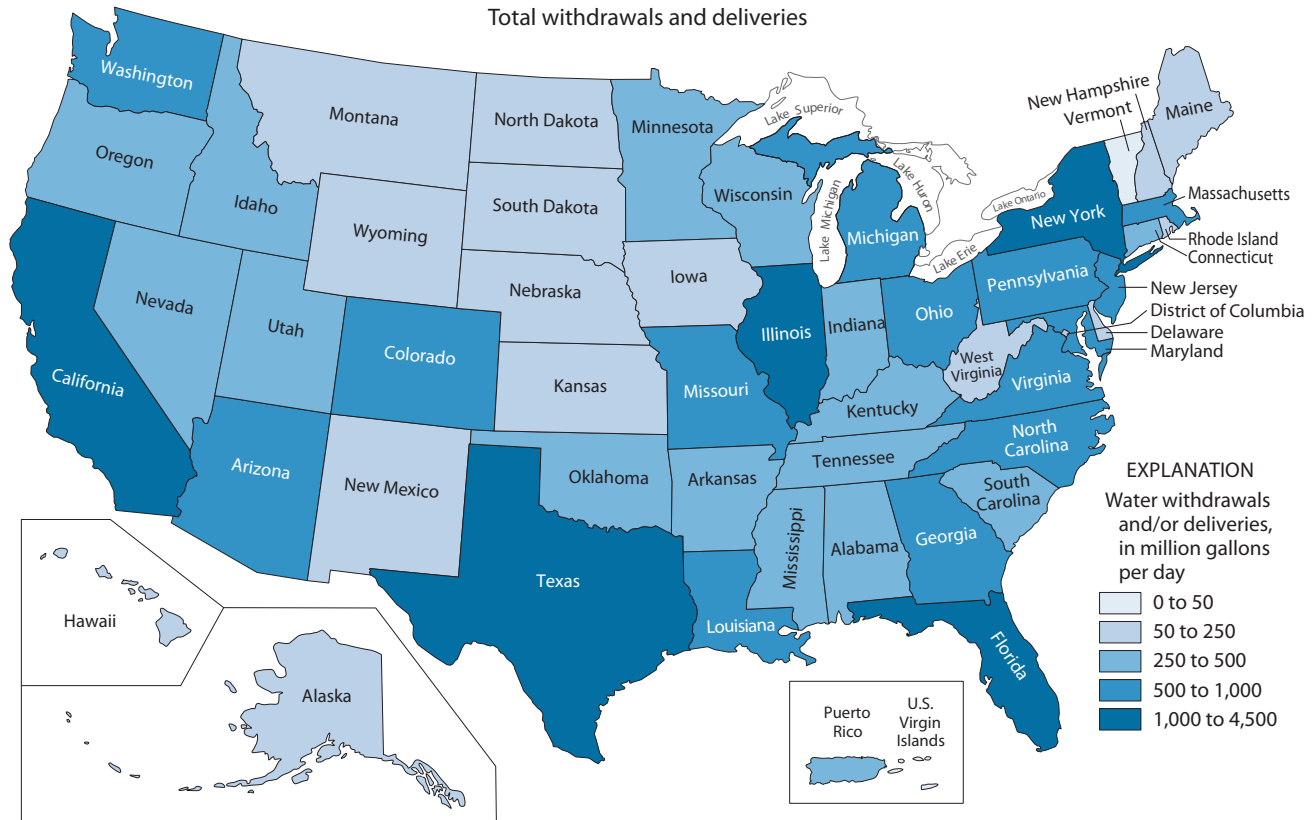 Total withdrawals and deliveries
Washington
Montana
North Dakota
Minnesota
Lake Superior
New Hampshire
Vermont
Maine
Oregon
Idaho
Wyoming
South Dakota
Wisconsin
Lake Michigan
Lake Huron
Michigan
Lake Ontario
Lake Erie
New York
Massachusetts
Rhode Island
Connecticut
Nevada
Utah
Colorado
Nebraska
Iowa
Illinois
Indiana
Ohio
Pennsylvania
New Jersey
District of Columbia
Delaware
Maryland
California
Kansas
Missouri
Kentucky
West
Virginia
Virginia
Arizona
New Mexico
Oklahoma
Arkansas
Tennessee
North
Carolina
South
Carolina
Texas
Louisiana
Mississippi
Alabama
Georgia
Florida
Hawaii
Alaska
Puerto
Rico
U.S.
Virgin
Islands
EXPLANATION
Water withdrawals
and/or deliveries,
in million gallons
per day
0 to 50
50 to 250
250 to 500
500 to 1,000
1,000 to 4,500